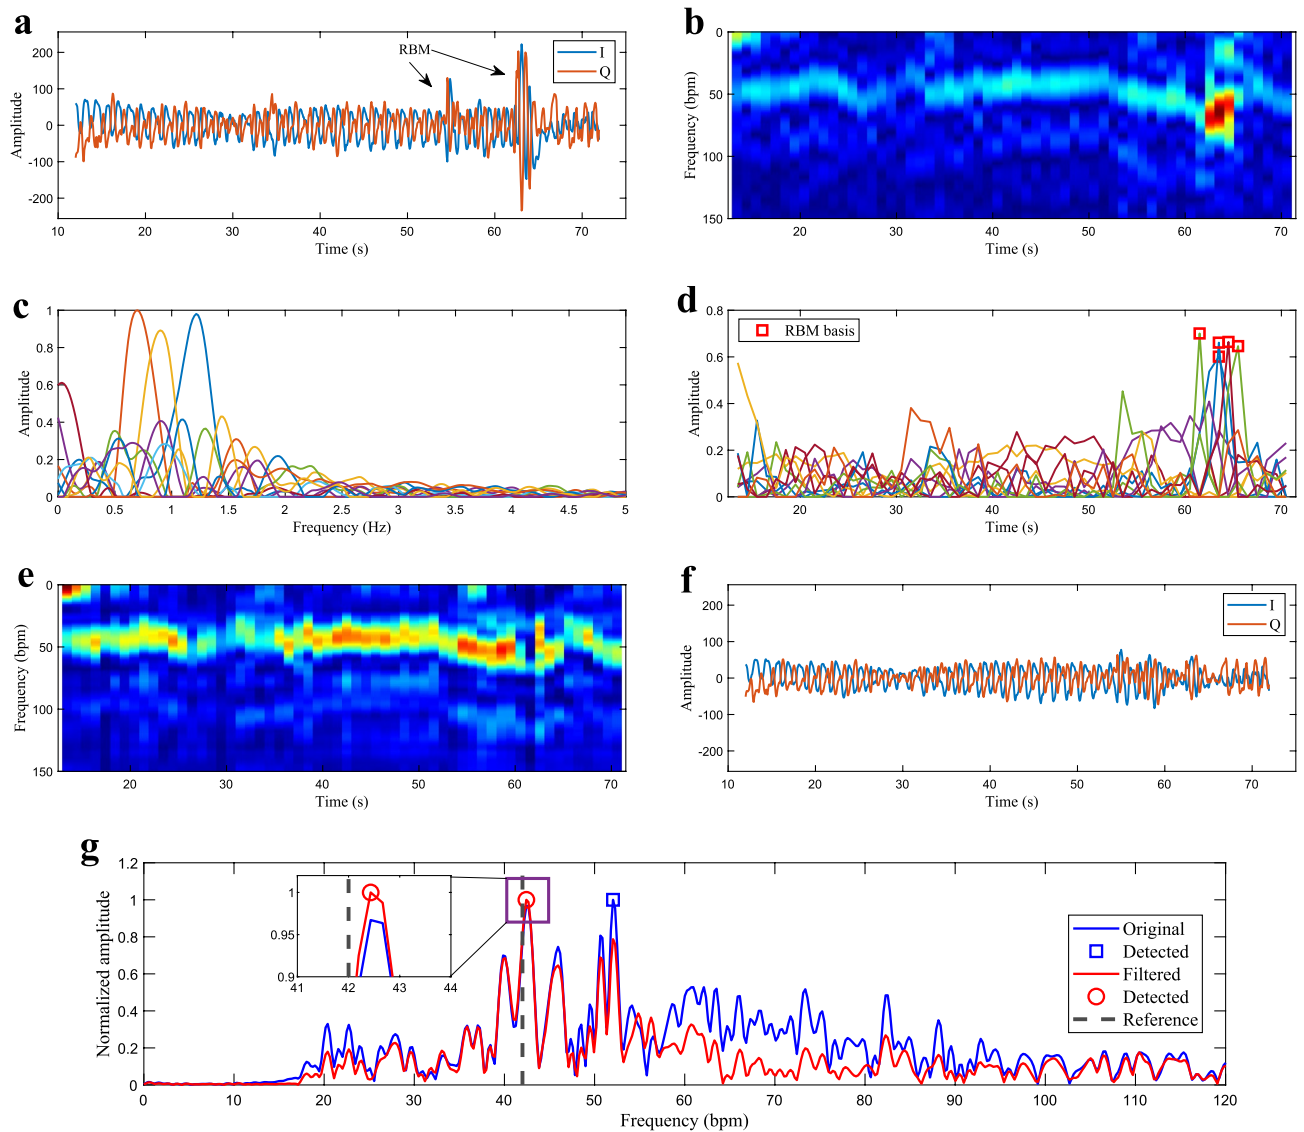 a
200
100
0
-100
-200
Amplitude
RBM
I
Q
10 20 30 40 50 60 70
Time (s)
b
0
50
100
150
Frequency (bpm)
20 30 40 50 60 70
Time (s)
c
1
0.8
0.6
0.4
0.2
0
Amplitude
0 0.5 1 1.5 2 2.5 3 3.5 4 4.5 5
Frequency (Hz)
d
0.8
0.6
0.4
0.2
0
Amplitude
RBM basis
20 30 40 50 60 70
Time (s)
e
0
50
100
150
Frequency (bpm)
20 30 40 50 60 70
Time (s)
f
200
100
0
-100
-200
Amplitude
I
Q
10 20 30 40 50 60 70
Time (s)
g
1.2
1
0.8
0.6
0.4
0.2
0
Normalized amplitude
1
0.95
0.9
41 42 43 44
Original
Detected
Filtered
Detected
Reference
0 10 20 30 40 50 60 70 80 90 100 110 120
Frequency (bpm)